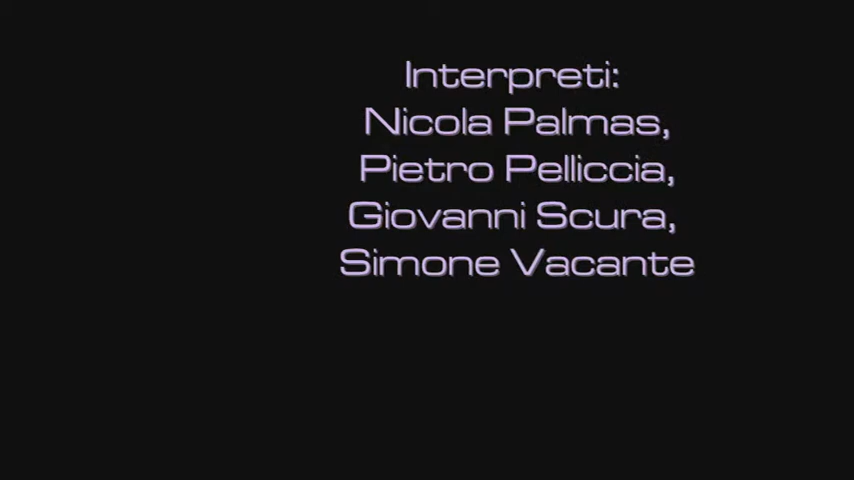 Interpreti:
Nicola Palmas,
Pietro Pelliccia,
Giovanni Scura,
Simone Vacante